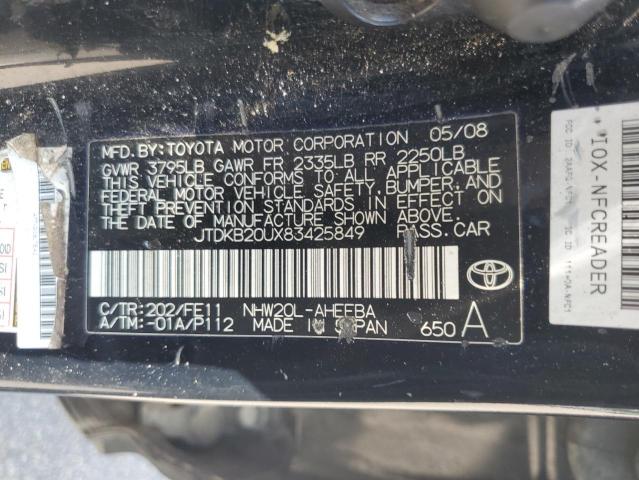 MFD.BY:TOYOTA MOTOR CORPORATION 05/08
GVWR 3795LB GAWR FR 2335LB RR 2250LB
THIS VEHICLE CONFORMS TO ALL APPLICABLE
FEDERAL MOTOR VEHICLE SAFETY, BUMPER, AND
THEFT PREVENTION STANDARDS IN EFFECT ON
THE DATE OF MANUFACTURE SHOWN ABOVE.
JTDKB20UX83425849 PASS.CAR
C/TR:202/FE11 NHW20L-AHEEBA
A/TM:-01A/P112 MADE IN JAPAN 650 A
TOYOTA
IOX-NFCREADER